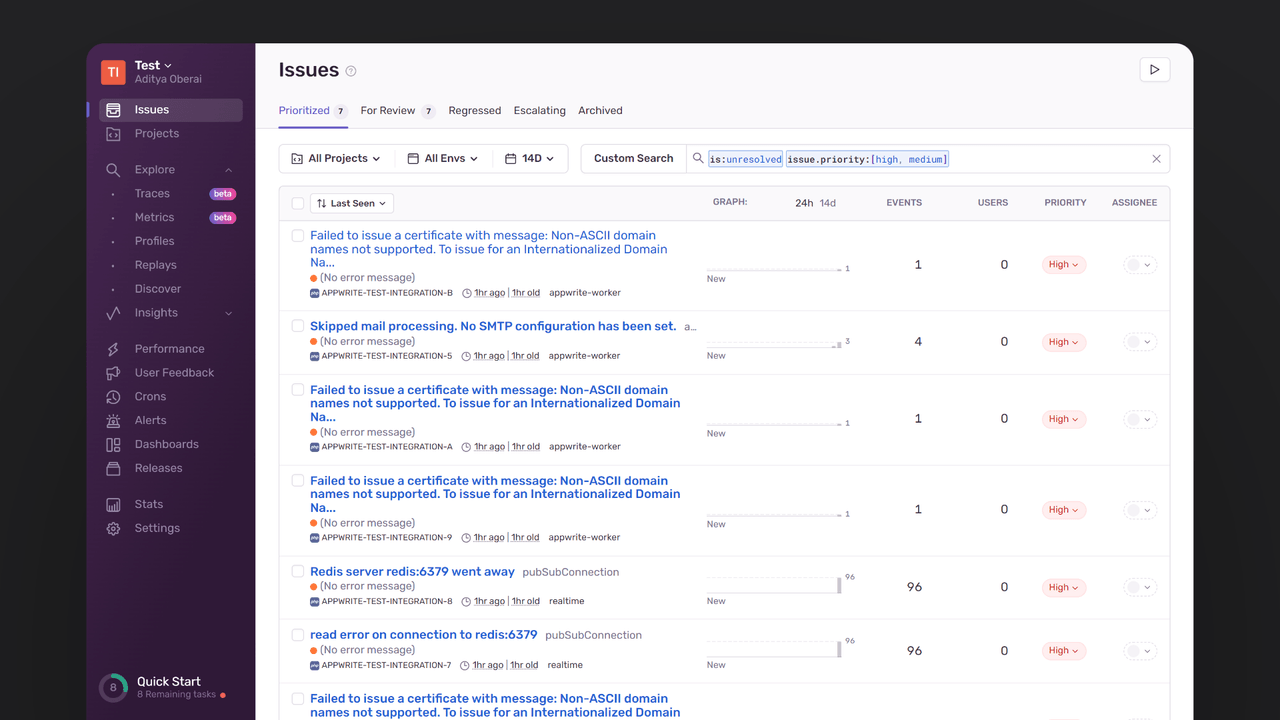 TI
Test
Aditya Oberai
Issues
Projects
Explore
Traces beta
Metrics beta
Profiles
Replays
Discover
Insights
Performance
User Feedback
Crons
Alerts
Dashboards
Releases
Stats
Settings
8
Quick Start
8 Remaining tasks
Issues ?
Prioritized 7 For Review 7 Regressed Escalating Archived
All Projects All Envs 14D Custom Search is:unresolved issue.priority:[high, medium]
Last Seen GRAPH: 24h 14d EVENTS USERS PRIORITY ASSIGNEE
Failed to issue a certificate with message: Non-ASCII domain
names not supported. To issue for an Internationalized Domain
Na...
(No error message)
php APPWRITE-TEST-INTEGRATION-B 1hr ago | 1hr old appwrite-worker
1
New
1 0 High
Skipped mail processing. No SMTP configuration has been set. a...
(No error message)
php APPWRITE-TEST-INTEGRATION-5 1hr ago | 1hr old appwrite-worker
3
New
4 0 High
Failed to issue a certificate with message: Non-ASCII domain
names not supported. To issue for an Internationalized Domain
Na...
(No error message)
php APPWRITE-TEST-INTEGRATION-A 1hr ago | 1hr old appwrite-worker
1
New
1 0 High
Failed to issue a certificate with message: Non-ASCII domain
names not supported. To issue for an Internationalized Domain
Na...
(No error message)
php APPWRITE-TEST-INTEGRATION-9 1hr ago | 1hr old appwrite-worker
1
New
1 0 High
Redis server redis:6379 went away pubSubConnection
(No error message)
php APPWRITE-TEST-INTEGRATION-8 1hr ago | 1hr old realtime
96
New
96 0 High
read error on connection to redis:6379 pubSubConnection
(No error message)
php APPWRITE-TEST-INTEGRATION-7 1hr ago | 1hr old realtime
96
New
96 0 High
Failed to issue a certificate with message: Non-ASCII domain
names not supported. To issue for an Internationalized Domain